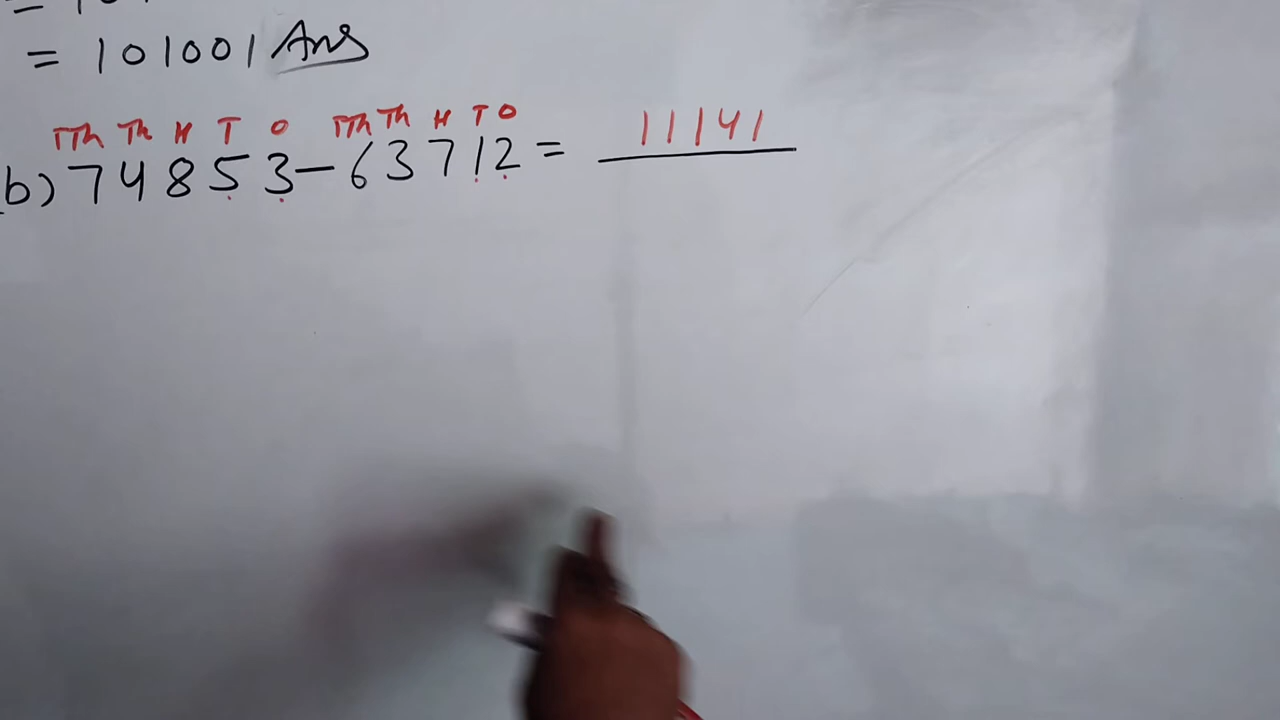 = 101001 Ans
TTh Th H T O TTh Th H T O
(b) 74853 - 63712 = 11141